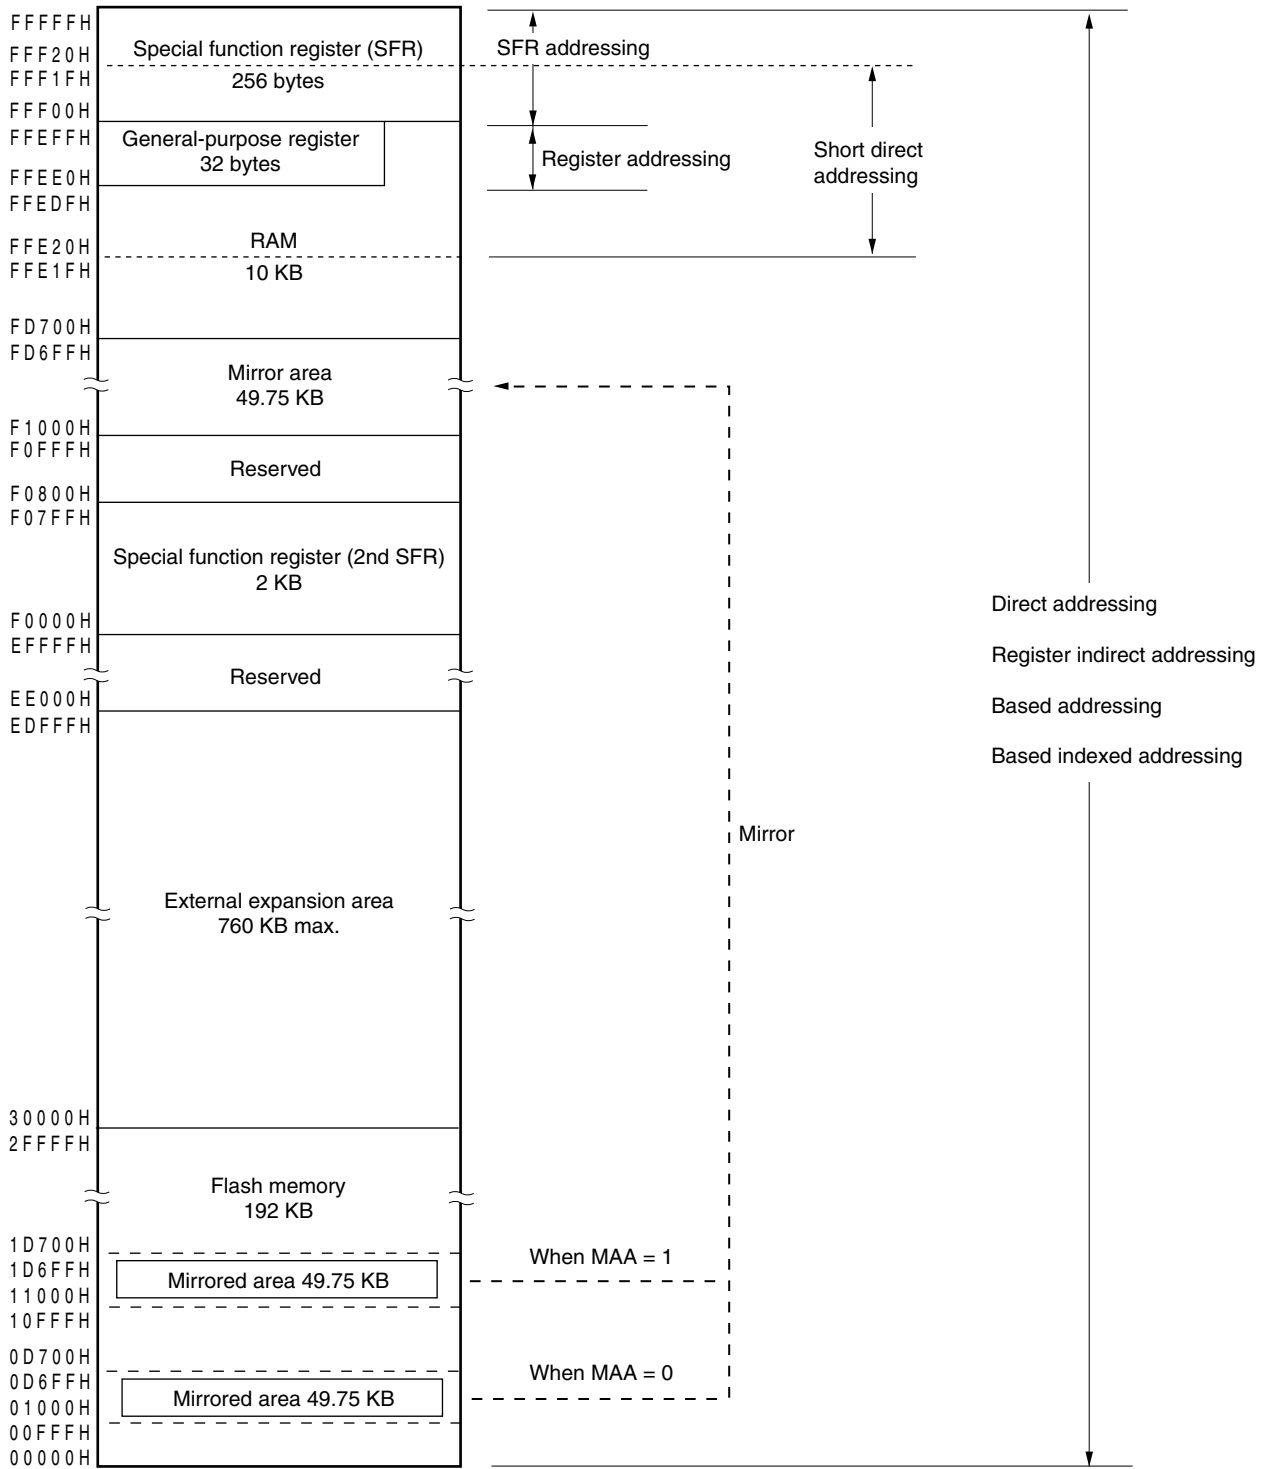 FFFFFH
FFF20H
Special function register (SFR)
SFR addressing
FFF1FH
256 bytes
FFF00H
FFEFFH
General-purpose register
32 bytes
Register addressing
Short direct
addressing
FFEE0H
FFEDFH
FFE20H
RAM
FFE1FH
10 KB
FD700H
FD6FFH
Mirror area
49.75 KB
F1000H
F0FFFH
Reserved
F0800H
F07FFH
Special function register (2nd SFR)
2 KB
F0000H
EFFFFH
Direct addressing
Register indirect addressing
Based addressing
Based indexed addressing
Reserved
EE000H
EDFFFH
Mirror
External expansion area
760 KB max.
30000H
2FFFFH
Flash memory
192 KB
1D700H
When MAA = 1
1D6FFH
Mirrored area 49.75 KB
11000H
10FFFH
0D700H
When MAA = 0
0D6FFH
Mirrored area 49.75 KB
01000H
00FFFH
00000H